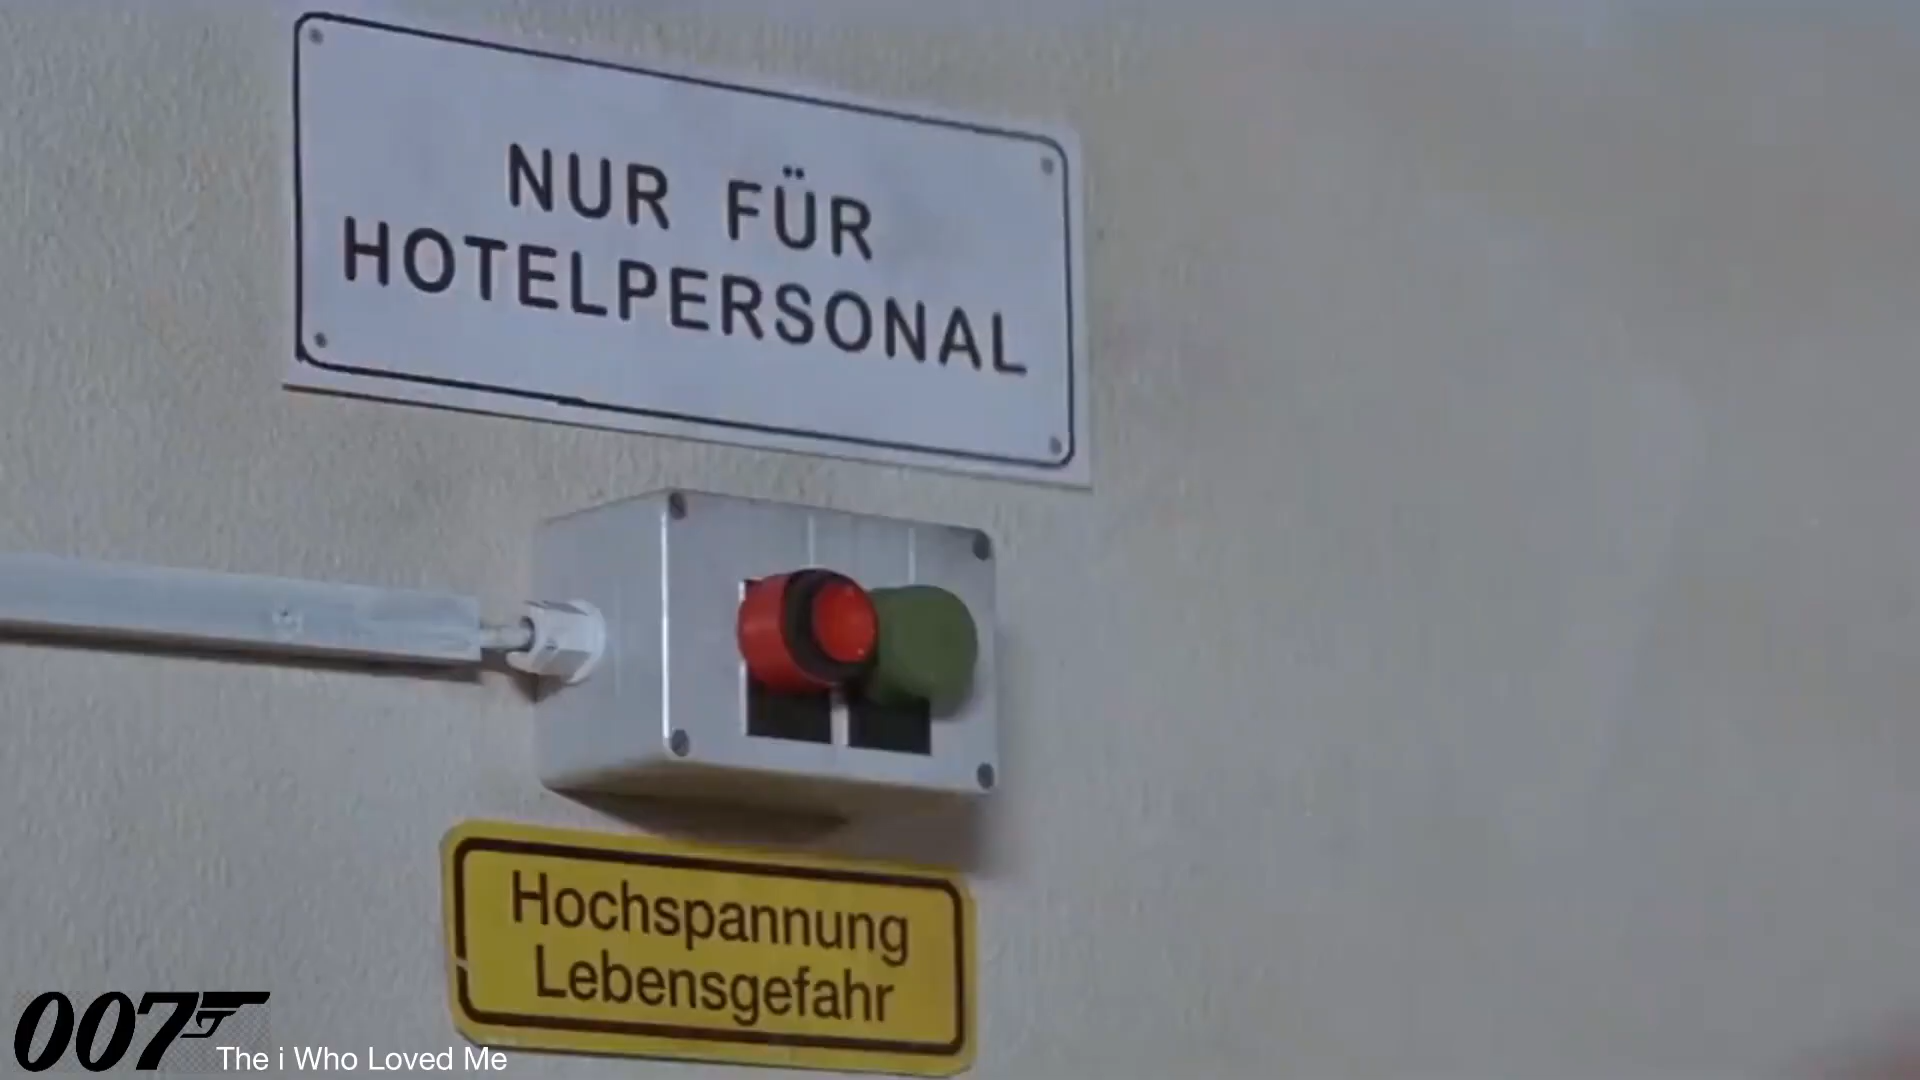 NUR FÜR
HOTELPERSONAL
Hochspannung
Lebensgefahr
007
The i Who Loved Me